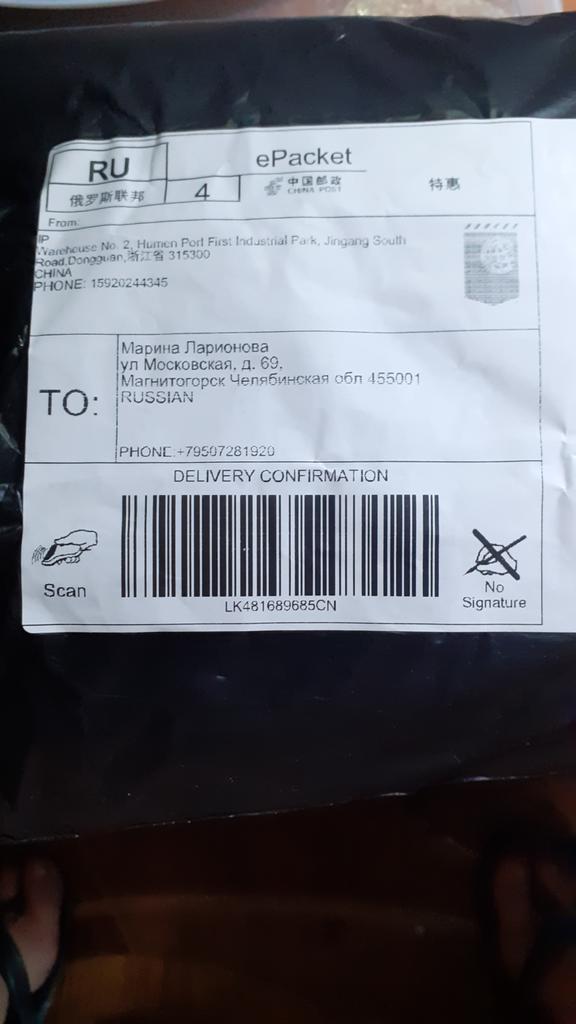 RU
ePacket
俄罗斯联邦
4
中国邮政
CHINA POST
特惠
From:
IP
Warehouse No. 2, Humen Port First Industrial Park, Jingang South
Road,Dongguan,浙江省 315300
CHINA
PHONE: 15920244345
TO:
Марина Ларионова
ул Московская, д. 69,
Магнитогорск Челябинская обл 455001
RUSSIAN
PHONE:+79507281920
DELIVERY CONFIRMATION
Scan
LK481689685CN
No
Signature